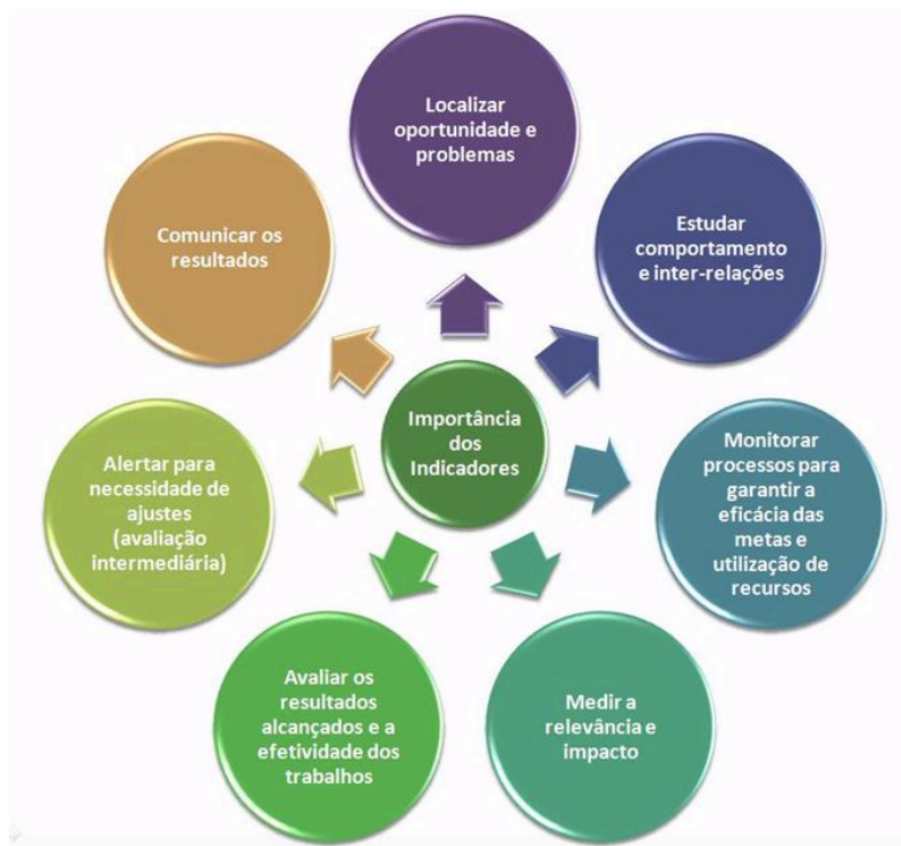 Localizar
oportunidade e
problemas
Estudar
comportamento
e inter-relações
Monitorar
processos para
garantir a
eficácia das
metas e
utilização de
recursos
Medir a
relevância e
impacto
Avaliar os
resultados
alcançados e a
efetividade dos
trabalhos
Alertar para
necessidade de
ajustes
(avaliação
intermediária)
Comunicar os
resultados
Importância
dos
Indicadores